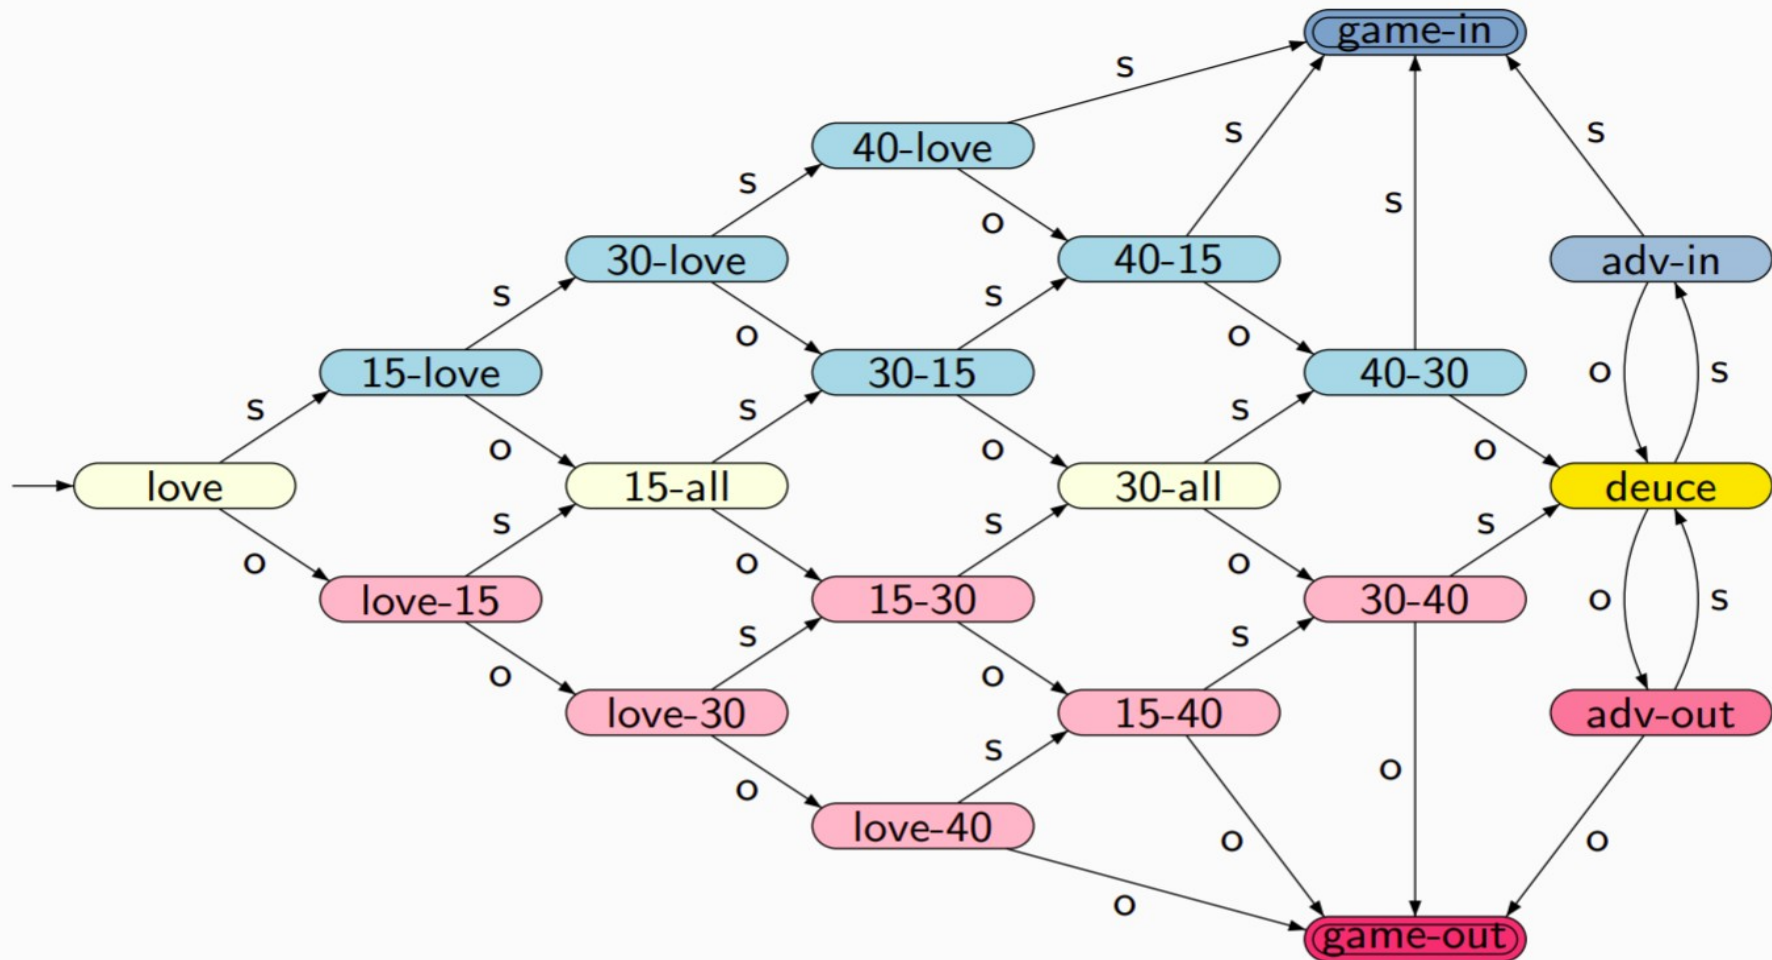 game-in
s
40-love
s
s
s
s
o
s
30-love
40-15
adv-in
s
s
o
o
15-love
30-15
40-30
o
s
s
s
s
o
o
o
love
15-all
30-all
deuce
s
s
s
o
o
o
love-15
15-30
30-40
o
s
s
s
o
o
love-30
15-40
adv-out
s
o
o
love-40
o
o
o
game-out